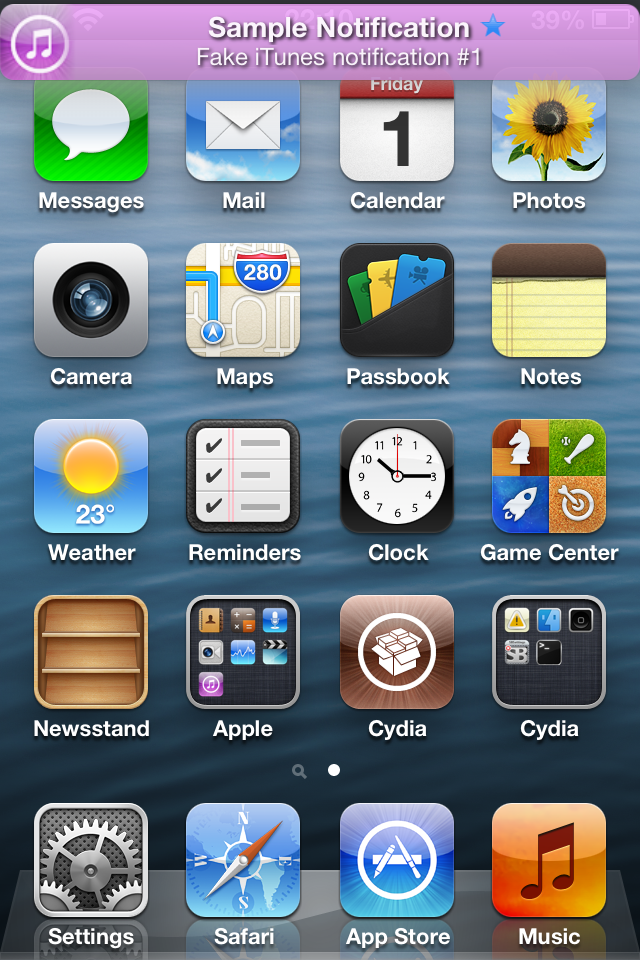 Sample Notification
39%
Fake iTunes notification #1
Friday
1
Messages
Mail
Calendar
Photos
280
Camera
Maps
Passbook
Notes
12
11
1
10
2
9
3
8
4
7
5
6
23°
Weather
Reminders
Clock
Game Center
Newsstand
Apple
Cydia
Cydia
N
W
E
S
Settings
Safari
App Store
Music